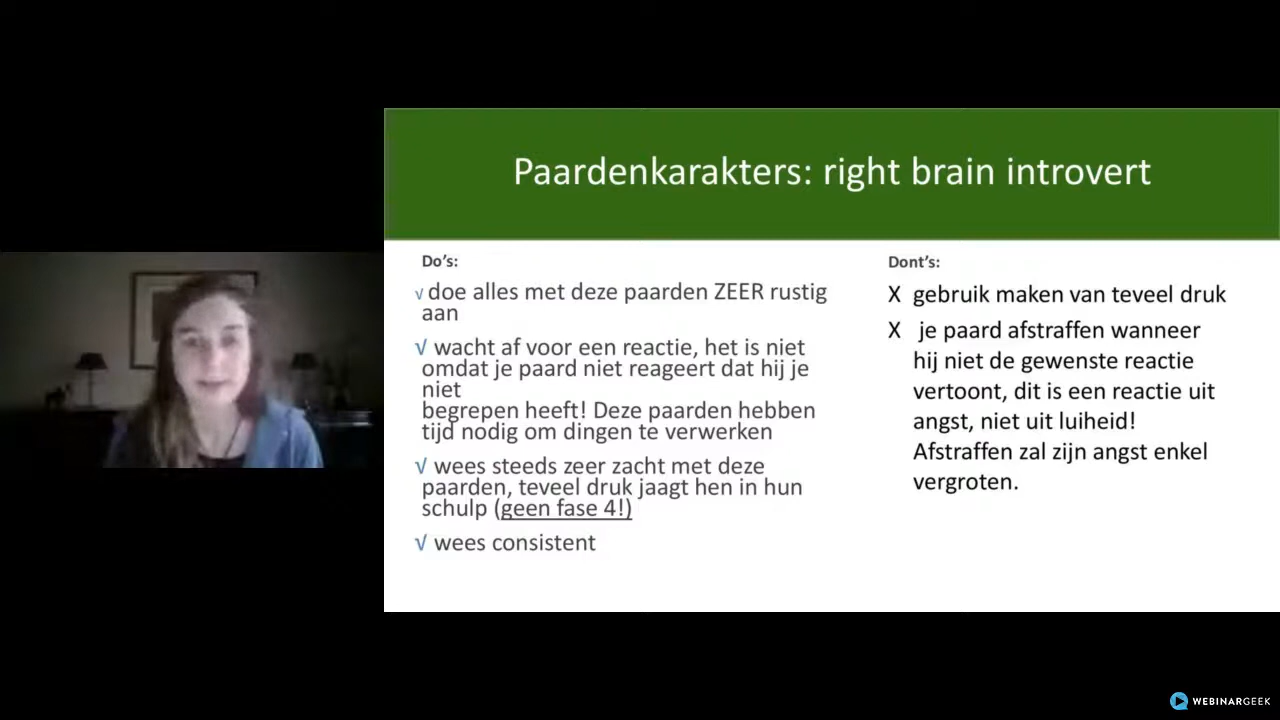 Paardenkarakters: right brain introvert
Do's:
√ doe alles met deze paarden ZEER rustig
aan
√ wacht af voor een reactie, het is niet
omdat je paard niet reageert dat hij je
niet
begrepen heeft! Deze paarden hebben
tijd nodig om dingen te verwerken
√ wees steeds zeer zacht met deze
paarden, teveel druk jaagt hen in hun
schulp (geen fase 4!)
√ wees consistent
Dont's:
X gebruik maken van teveel druk
X je paard afstraffen wanneer
hij niet de gewenste reactie
vertoont, dit is een reactie uit
angst, niet uit luiheid!
Afstraffen zal zijn angst enkel
vergroten.
WEBINARGEEK